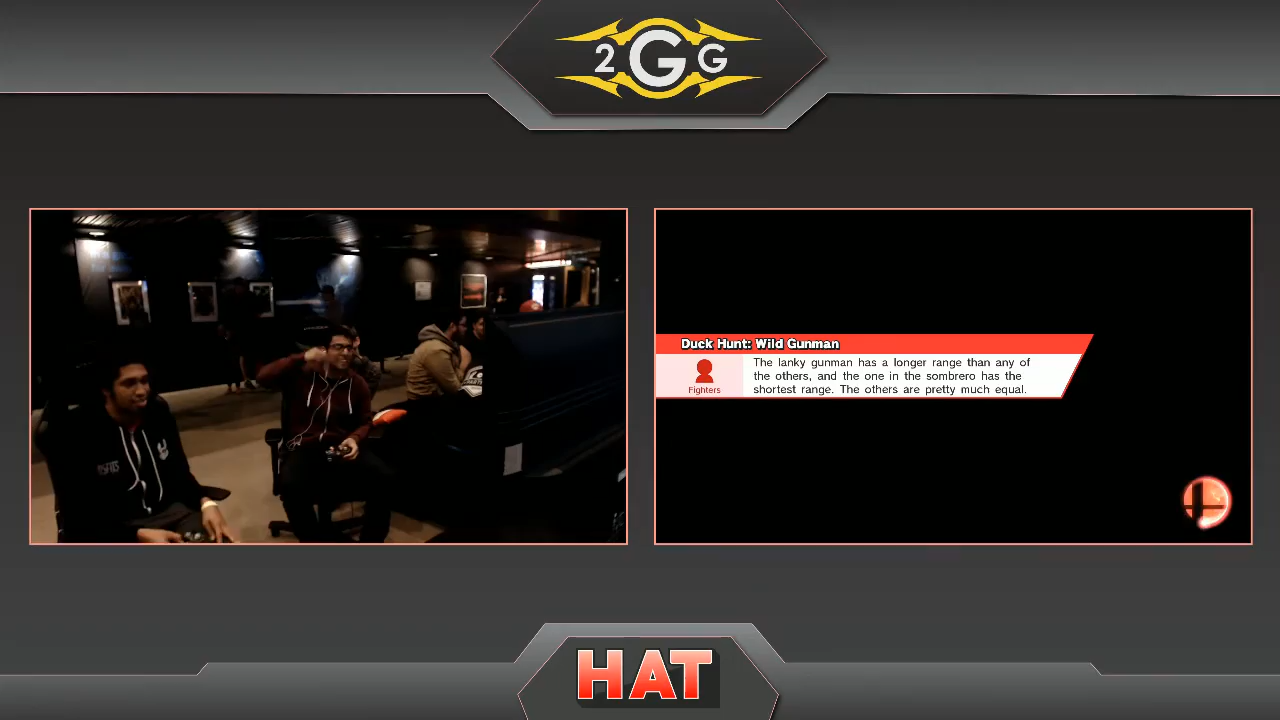 2GG
Duck Hunt: Wild Gunman
Fighters
The lanky gunman has a longer range than any of
the others, and the one in the sombrero has the
shortest range. The others are pretty much equal.
HAT